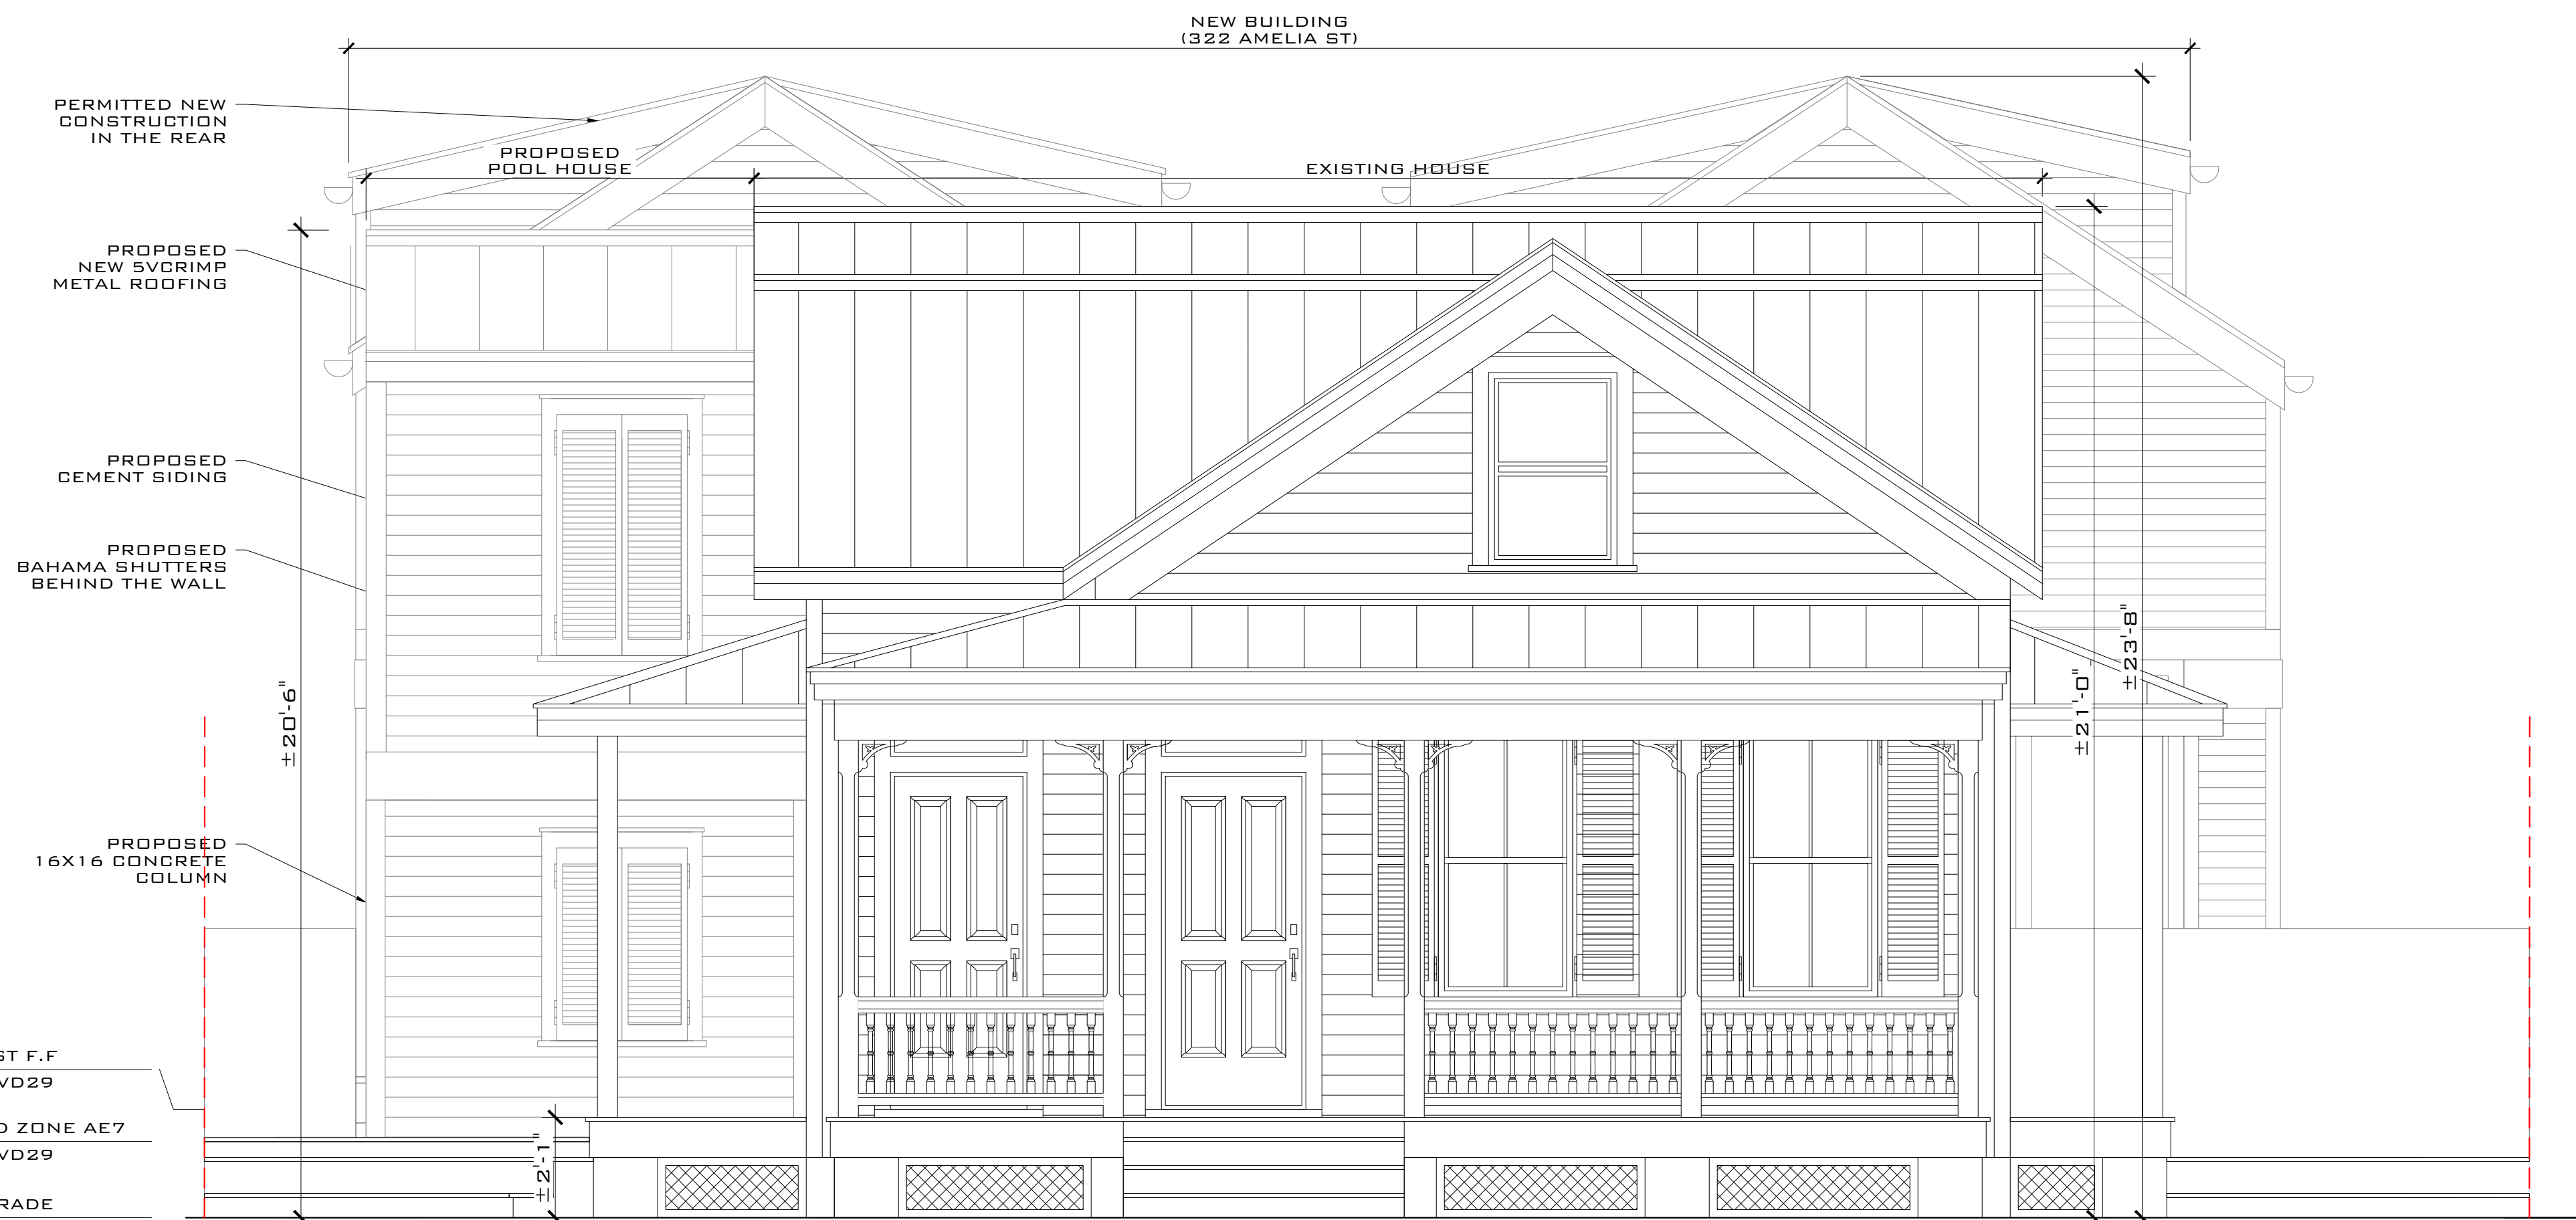 NEW BUILDING
(322 AMELIA ST)
PERMITTED NEW
CONSTRUCTION
IN THE REAR
PROPOSED
POOL HOUSE
EXISTING HOUSE
PROPOSED
NEW 5VCRIMP
METAL ROOFING
PROPOSED
CEMENT SIDING
PROPOSED
BAHAMA SHUTTERS
BEHIND THE WALL
±20'-6"
±21'-0"
±23'-8"
PROPOSED
16X16 CONCRETE
COLUMN
ST F.F
VD29
ZONE AE7
VD29
±2'-1"
RADE